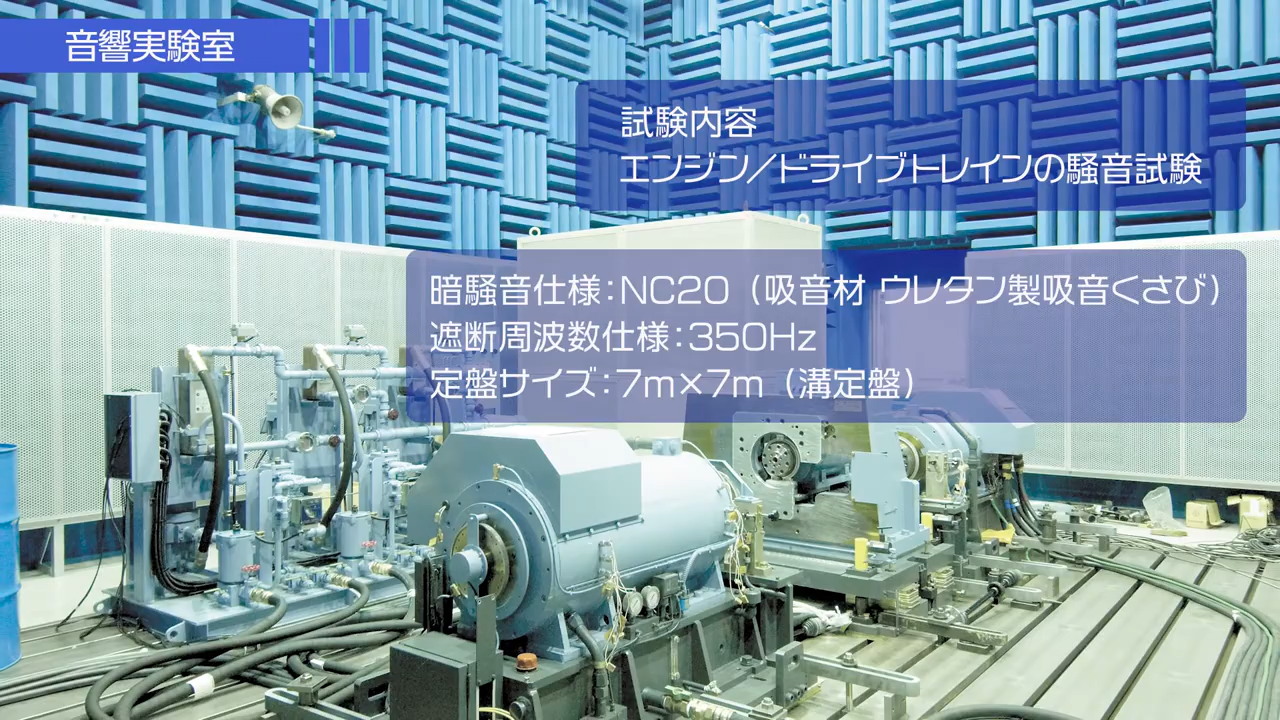 音響実験室
試験内容
エンジン／ドライブトレインの騒音試験
暗騒音仕様：NC20（吸音材 ウレタン製吸音くさび）
遮断周波数仕様：350Hz
定盤サイズ：7m×7m（溝定盤）